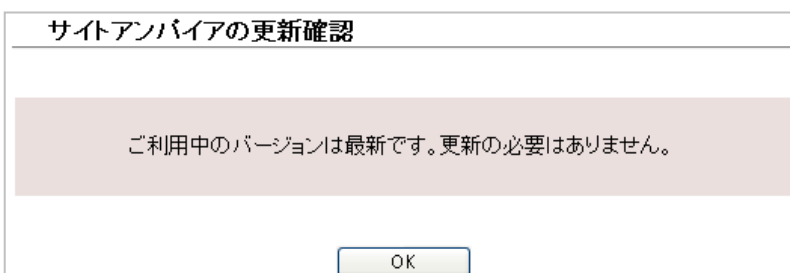 サイトアンパイアの更新確認
ご利用中のバージョンは最新です。更新の必要はありません。
OK